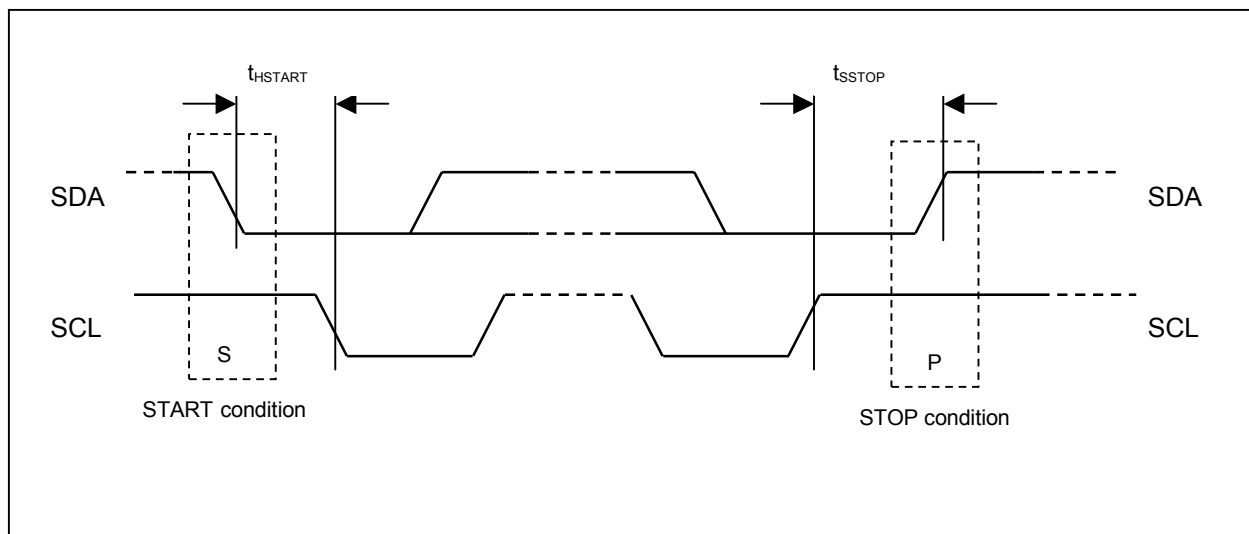 tHSTART
tSSTOP
SDA
SDA
SCL
SCL
S
P
START condition
STOP condition